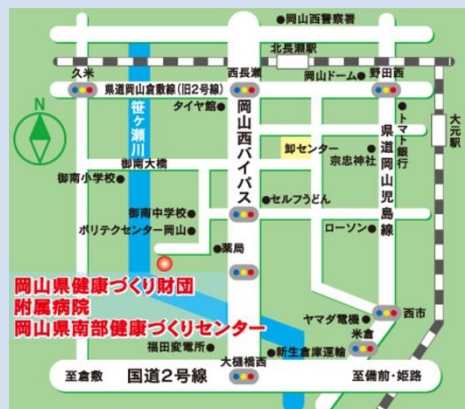 岡山西警察署
北長瀬駅
久米
西長瀬
岡山ドーム
野田西
県道岡山倉敷線(旧2号線)
タイヤ館
大元駅
N
笹ヶ瀬川
岡山西バイパス
トマト銀行
県道岡山児島線
卸センター
宗忠神社
御南大橋
御南小学校
セルフうどん
御南中学校
ポリテクセンター岡山
ローソン
薬局
岡山県健康づくり財団
附属病院
岡山県南部健康づくりセンター
ヤマダ電機
西市
米倉
福田変電所
新生倉庫運輸
大樋橋西
至倉敷
国道2号線
至備前・姫路